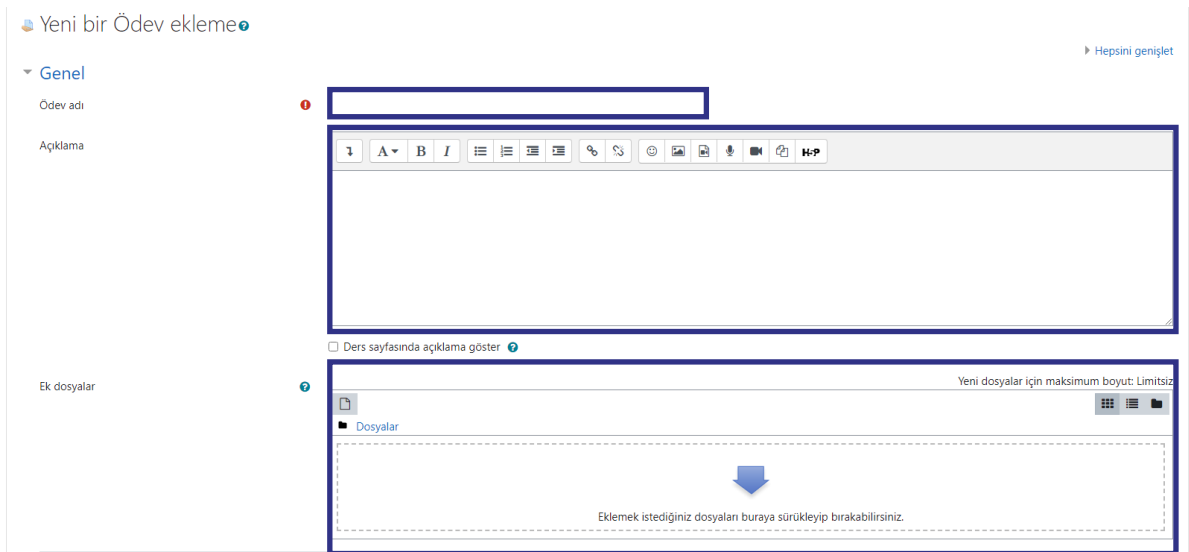 Yeni bir Ödev ekleme
Hepsini genişlet
Genel
Ödev adı
Açıklama
A B I H-P
Ders sayfasında açıklama göster
Ek dosyalar
Yeni dosyalar için maksimum boyut: Limitsiz
Dosyalar
Eklemek istediğiniz dosyaları buraya sürükleyip bırakabilirsiniz.